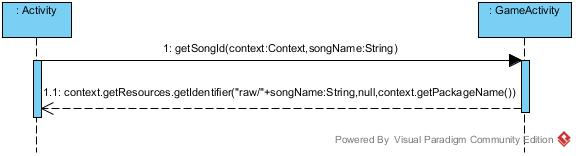 : Activity
: GameActivity
1: getSongId(context:Context,songName:String)
1.1: context.getResources.getIdentifier("raw/"+songName:String,null,context.getPackageName())
Powered By Visual Paradigm Community Edition